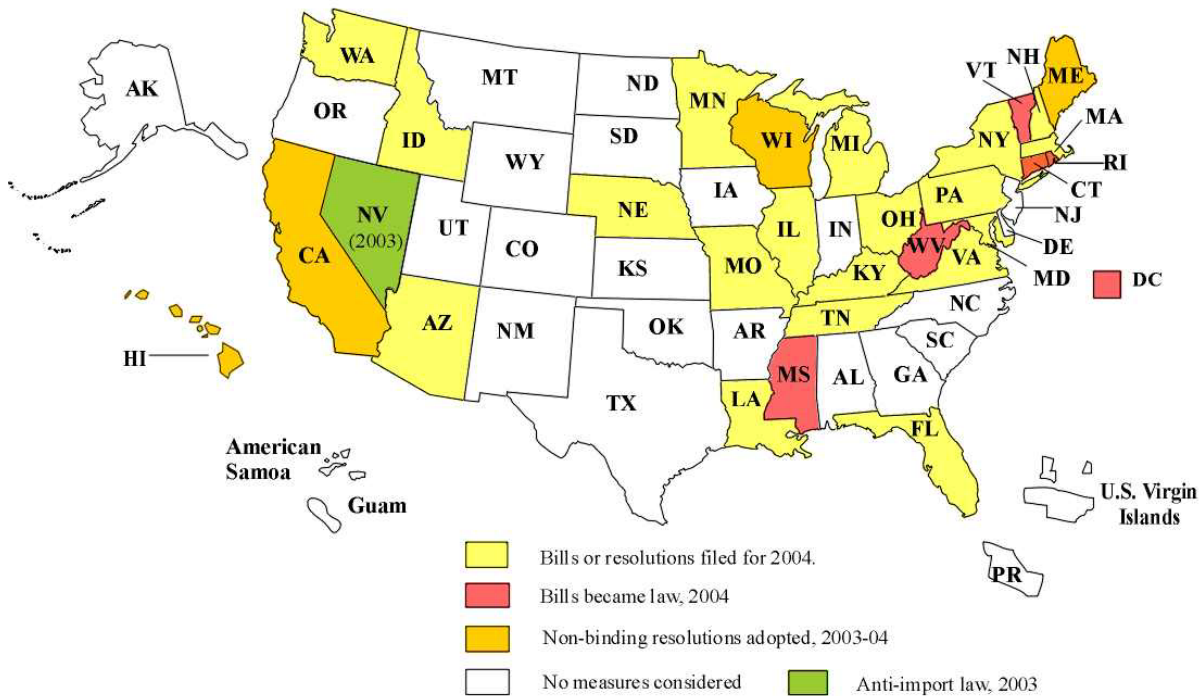 WA
MT
ND
MN
VT
NH
ME
AK
OR
ID
SD
WI
MI
NY
MA
WY
RI
CT
IA
PA
NJ
NV
(2003)
NE
IL
IN
OH
DE
UT
CO
WV
VA
MD
DC
CA
KS
MO
KY
NC
AZ
NM
OK
AR
TN
SC
HI
MS
AL
GA
TX
LA
FL
American
Samoa
Guam
U.S. Virgin
Islands
PR
Bills or resolutions filed for 2004.
Bills became law, 2004
Non-binding resolutions adopted, 2003-04
No measures considered
Anti-import law, 2003